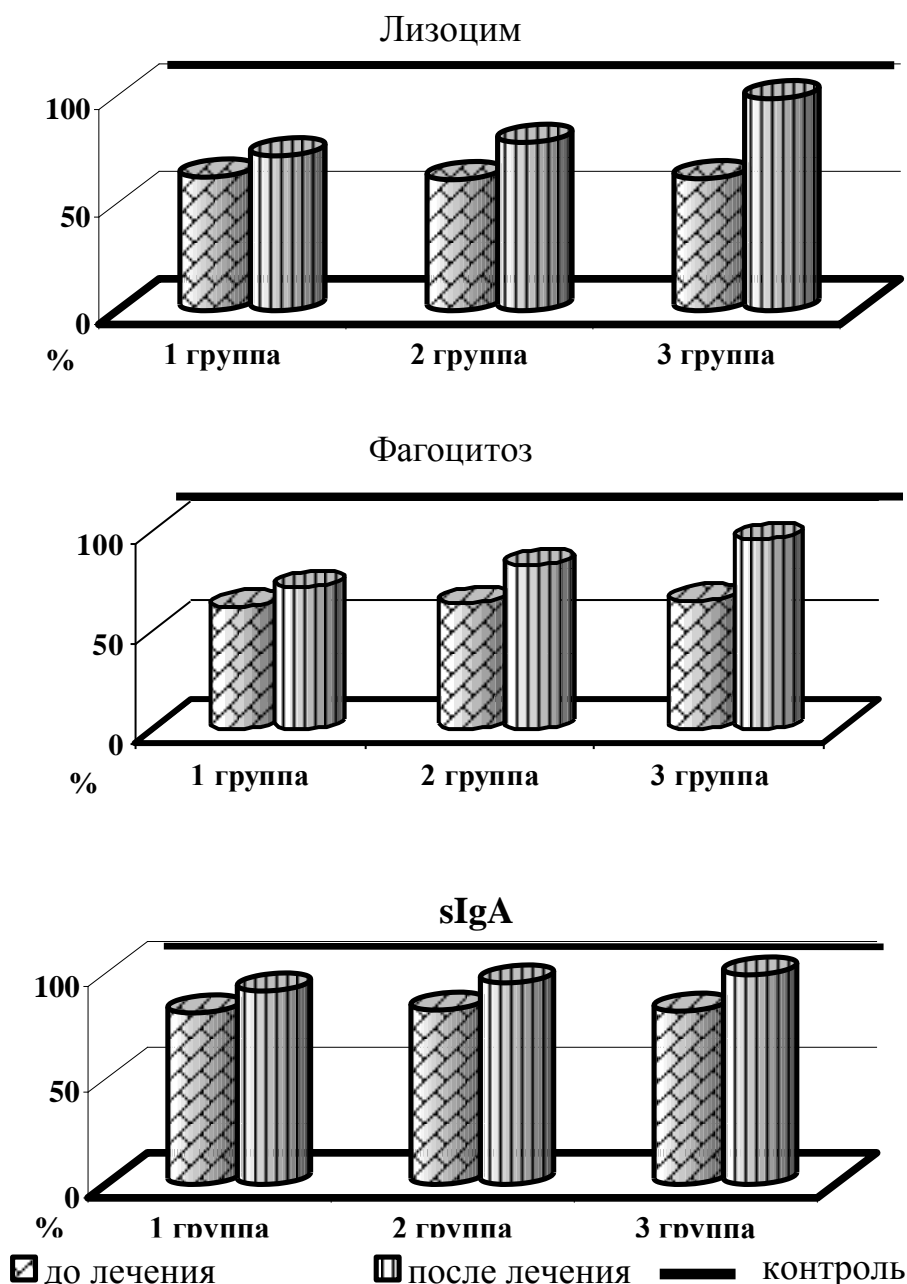 Лизоцим
100
50
0
% 1 группа 2 группа 3 группа
Фагоцитоз
100
50
0
% 1 группа 2 группа 3 группа
sIgA
100
50
0
% 1 группа 2 группа 3 группа
до лечения после лечения контроль